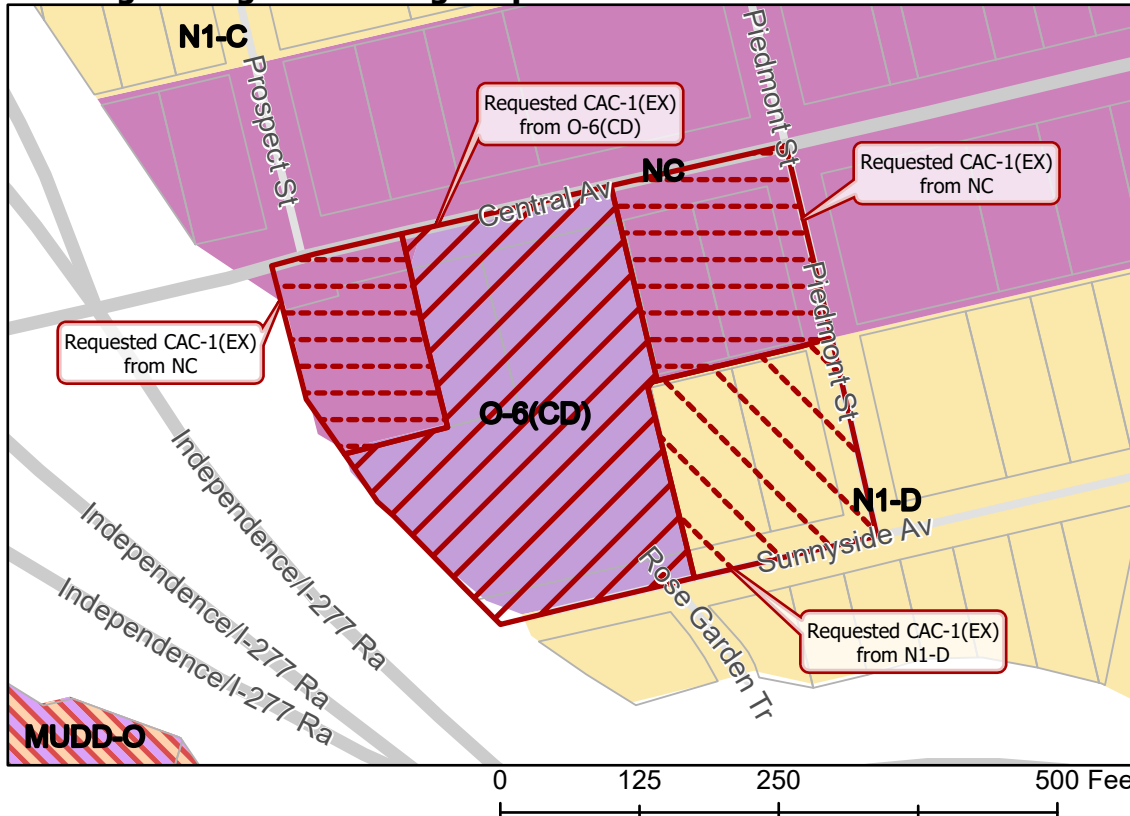 N1-C
Prospect St
Piedmont St
Requested CAC-1(EX)
from O-6(CD)
NC
Requested CAC-1(EX)
from NC
Central Av
Piedmont St
Requested CAC-1(EX)
from NC
O-6(CD)
Independence/I-277 Ra
N1-D
Sunnyside Av
Independence/I-277 Ra
Rose Garden Tr
Independence/I-277 Ra
Requested CAC-1(EX)
from N1-D
MUDD-O
0 125 250 500 Fee